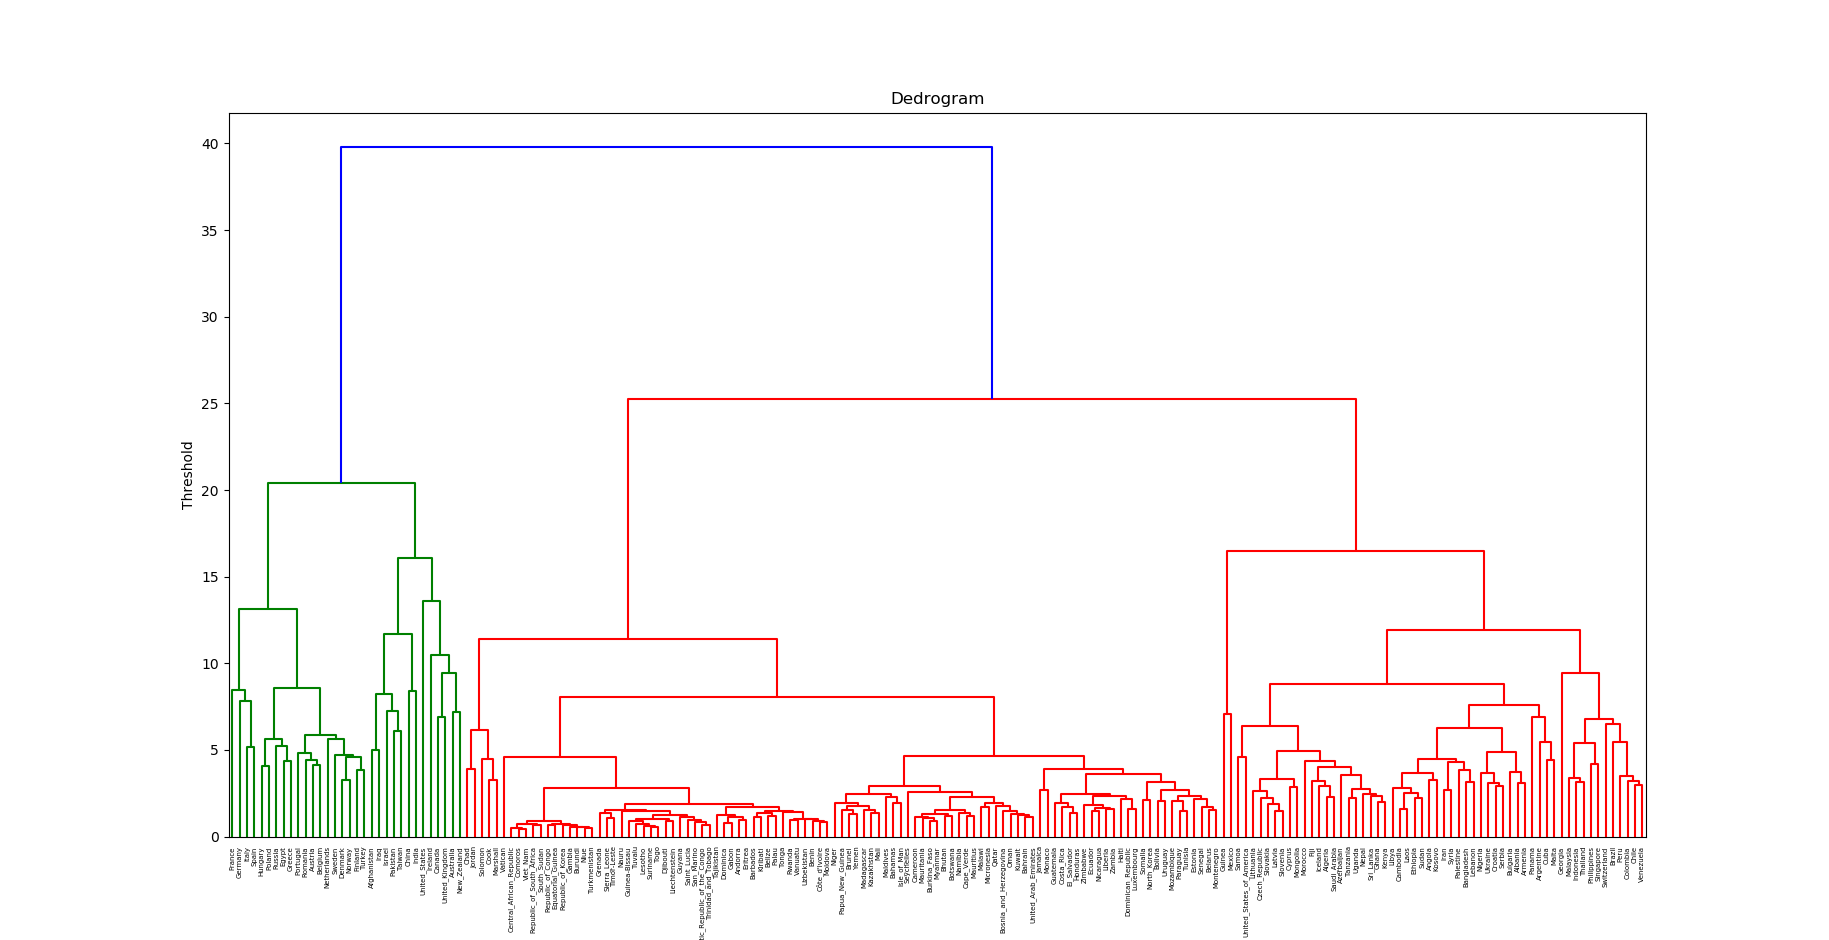 Dedrogram
Threshold
40
35
30
25
20
15
10
5
0
France
Germany
Italy
Spain
Hungary
Poland
Russia
Egypt
Greece
Portugal
Romania
Austria
Belgium
Netherlands
Sweden
Denmark
Norway
Finland
Turkey
Afghanistan
Iraq
Israel
Pakistan
Taiwan
China
India
United_States
Ireland
Canada
United_Kingdom
Australia
New_Zealand
Chad
Jordan
Solomon
Cook
Marshall
Vatican
Central_African_Republic
Comoros
Viet_Nam
Republic_of_South_Africa
South_Sudan
Republic_of_Congo
Equatorial_Guinea
Republic_of_Korea
Gambia
Burundi
Niue
Turkmenistan
Grenada
Sierra_Leone
Timor-Leste
Nauru
Guinea-Bissau
Tuvalu
Lesotho
Suriname
Togo
Djibouti
Liechtenstein
Guyana
Saint_Lucia
San_Marino
tic_Republic_of_the_Congo
Trinidad_and_Tobago
Tajikistan
Dominica
Gabon
Andorra
Eritrea
Barbados
Kiribati
Belize
Palau
Tonga
Rwanda
Vanuatu
Uzbekistan
Benin
Côte_d'Ivoire
Moldova
Niger
Papua_New_Guinea
Brunei
Yemen
Madagascar
Kazakhstan
Mali
Maldives
Bahamas
Isle_of_Man
Seychelles
Cameroon
Mauritania
Burkina_Faso
Myanmar
Bhutan
Botswana
Namibia
Cape_Verde
Mauritius
Malawi
Micronesia
Qatar
Bosnia_and_Herzegovina
Oman
Kuwait
Bahrain
United_Arab_Emirates
Jamaica
Monaco
Guatemala
Costa_Rica
El_Salvador
Honduras
Zimbabwe
Ecuador
Nicaragua
Liberia
Zambia
Haiti
Dominican_Republic
Luxembourg
Somalia
North_Korea
Bolivia
Uruguay
Mozambique
Paraguay
Tunisia
Estonia
Senegal
Belarus
Montenegro
Guinea
Mexico
Samoa
United_States_of_America
Lithuania
Czech_Republic
Slovakia
Latvia
Slovenia
Cyprus
Mongolia
Morocco
Fiji
Iceland
Algeria
Saudi_Arabia
Azerbaijan
Tanzania
Uganda
Nepal
Sri_Lanka
Ghana
Kenya
Libya
Cambodia
Laos
Ethiopia
Sudan
Angola
Kosovo
Iran
Syria
Palestine
Bangladesh
Lebanon
Nigeria
Ukraine
Croatia
Serbia
Bulgaria
Albania
Armenia
Panama
Argentina
Cuba
Malta
Georgia
Malaysia
Indonesia
Thailand
Philippines
Singapore
Switzerland
Brazil
Peru
Colombia
Chile
Venezuela